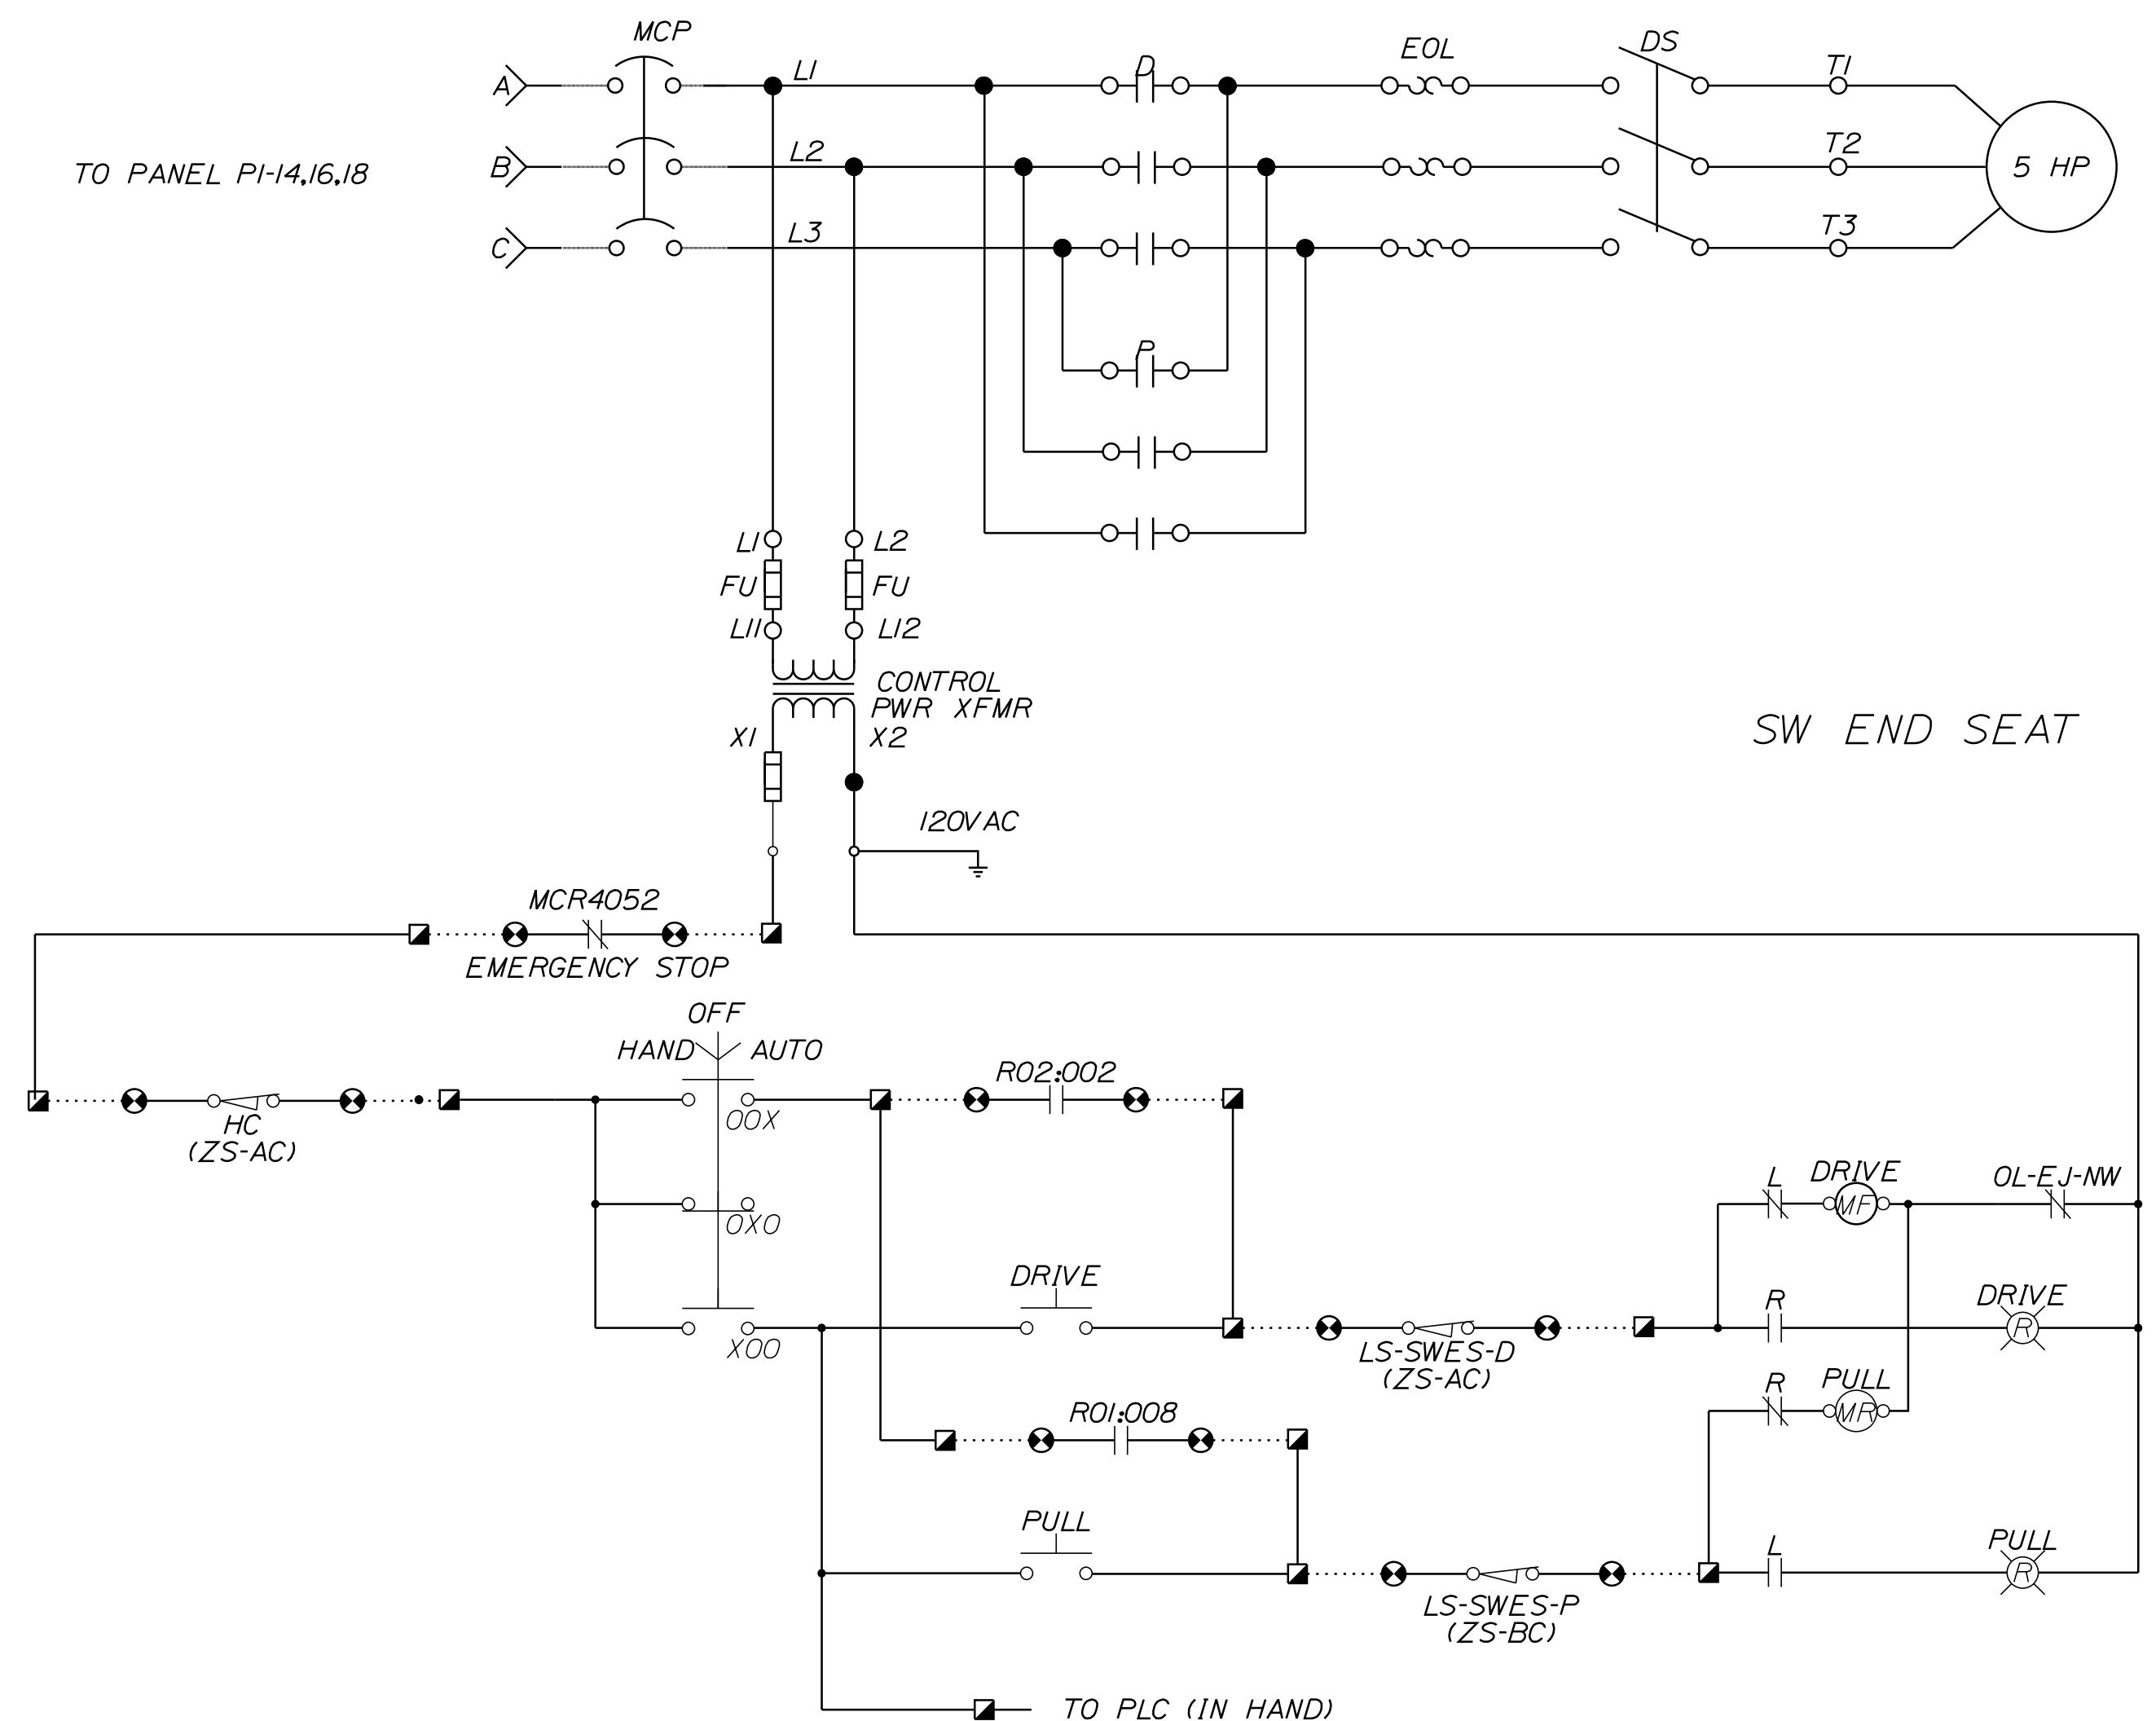 MCP
L1
D
EOL
DS
T1
A
L2
T2
B
TO PANEL P1-14,16,18
5 HP
L3
T3
C
P
L1
L2
FU
FU
L11
L12
CONTROL
PWR XFMR
X1
X2
SW END SEAT
120VAC
MCR4052
EMERGENCY STOP
OFF
HAND
AUTO
R02:002
OOX
HC
(ZS-AC)
L
DRIVE
OL-EJ-NW
MF
OXO
DRIVE
DRIVE
R
R
XOO
LS-SWES-D
(ZS-AC)
R
PULL
MR
R01:008
PULL
L
PULL
R
LS-SWES-P
(ZS-BC)
TO PLC (IN HAND)